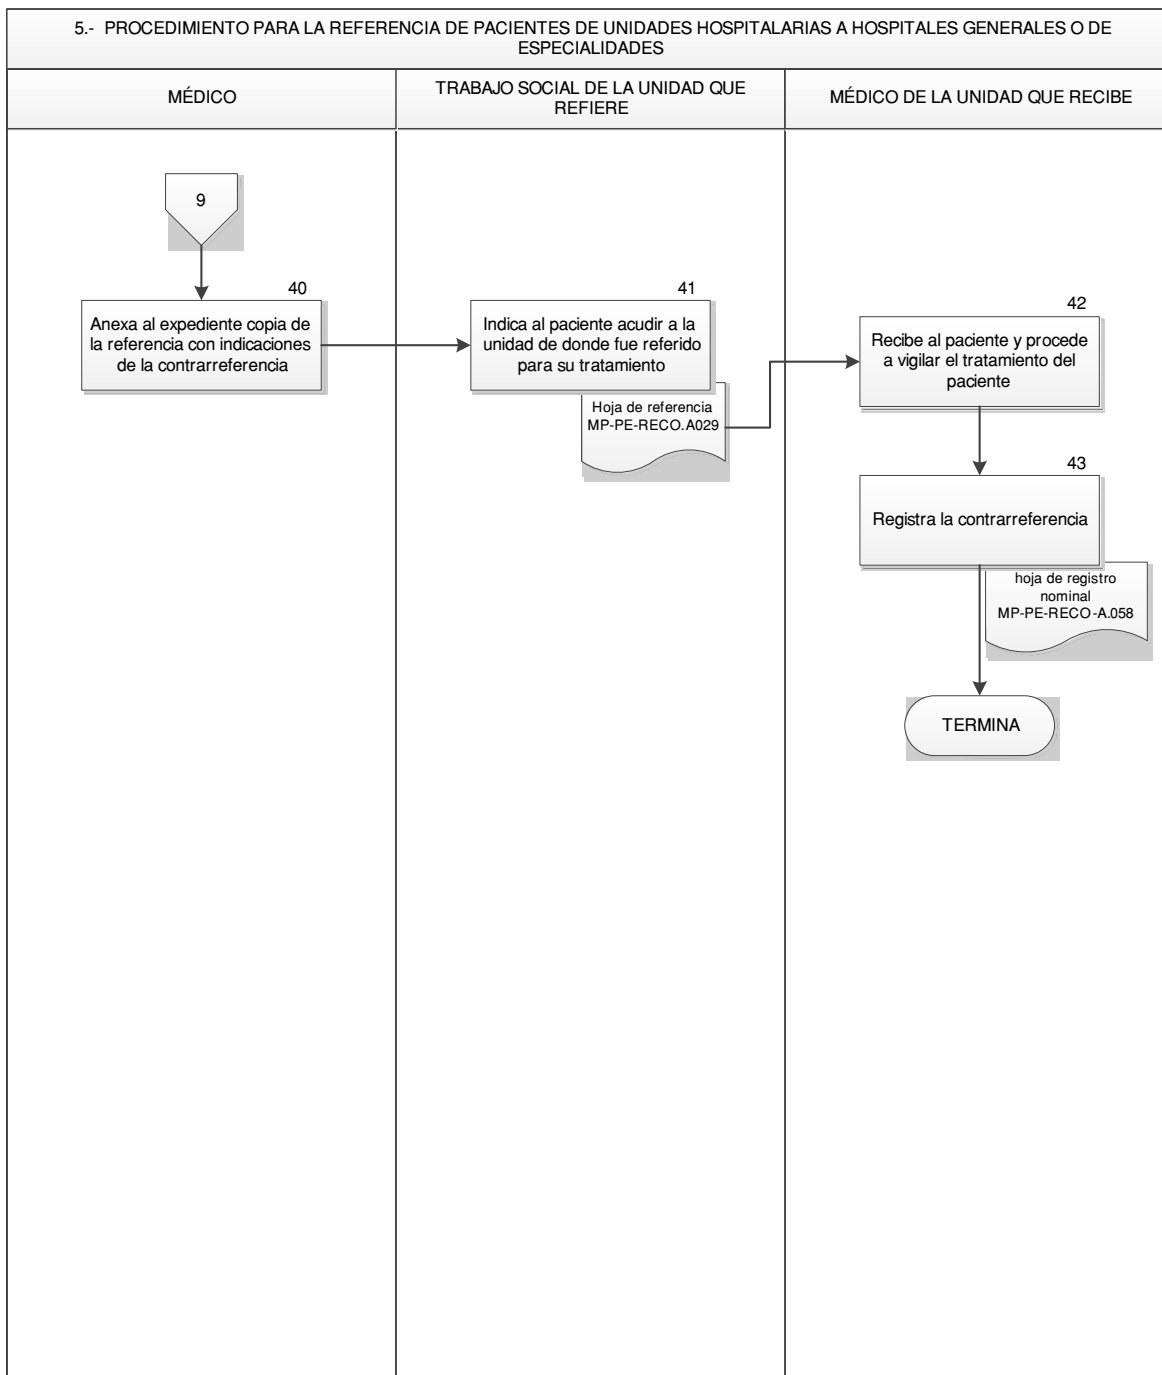 5.- PROCEDIMIENTO PARA LA REFERENCIA DE PACIENTES DE UNIDADES HOSPITALARIAS A HOSPITALES GENERALES O DE
ESPECIALIDADES
MÉDICO
TRABAJO SOCIAL DE LA UNIDAD QUE
REFIERE
MÉDICO DE LA UNIDAD QUE RECIBE
9
40
Anexa al expediente copia de
la referencia con indicaciones
de la contrarreferencia
41
Indica al paciente acudir a la
unidad de donde fue referido
para su tratamiento
Hoja de referencia
MP-PE-RECO.A029
42
Recibe al paciente y procede
a vigilar el tratamiento del
paciente
43
Registra la contrarreferencia
hoja de registro
nominal
MP-PE-RECO-A.058
TERMINA